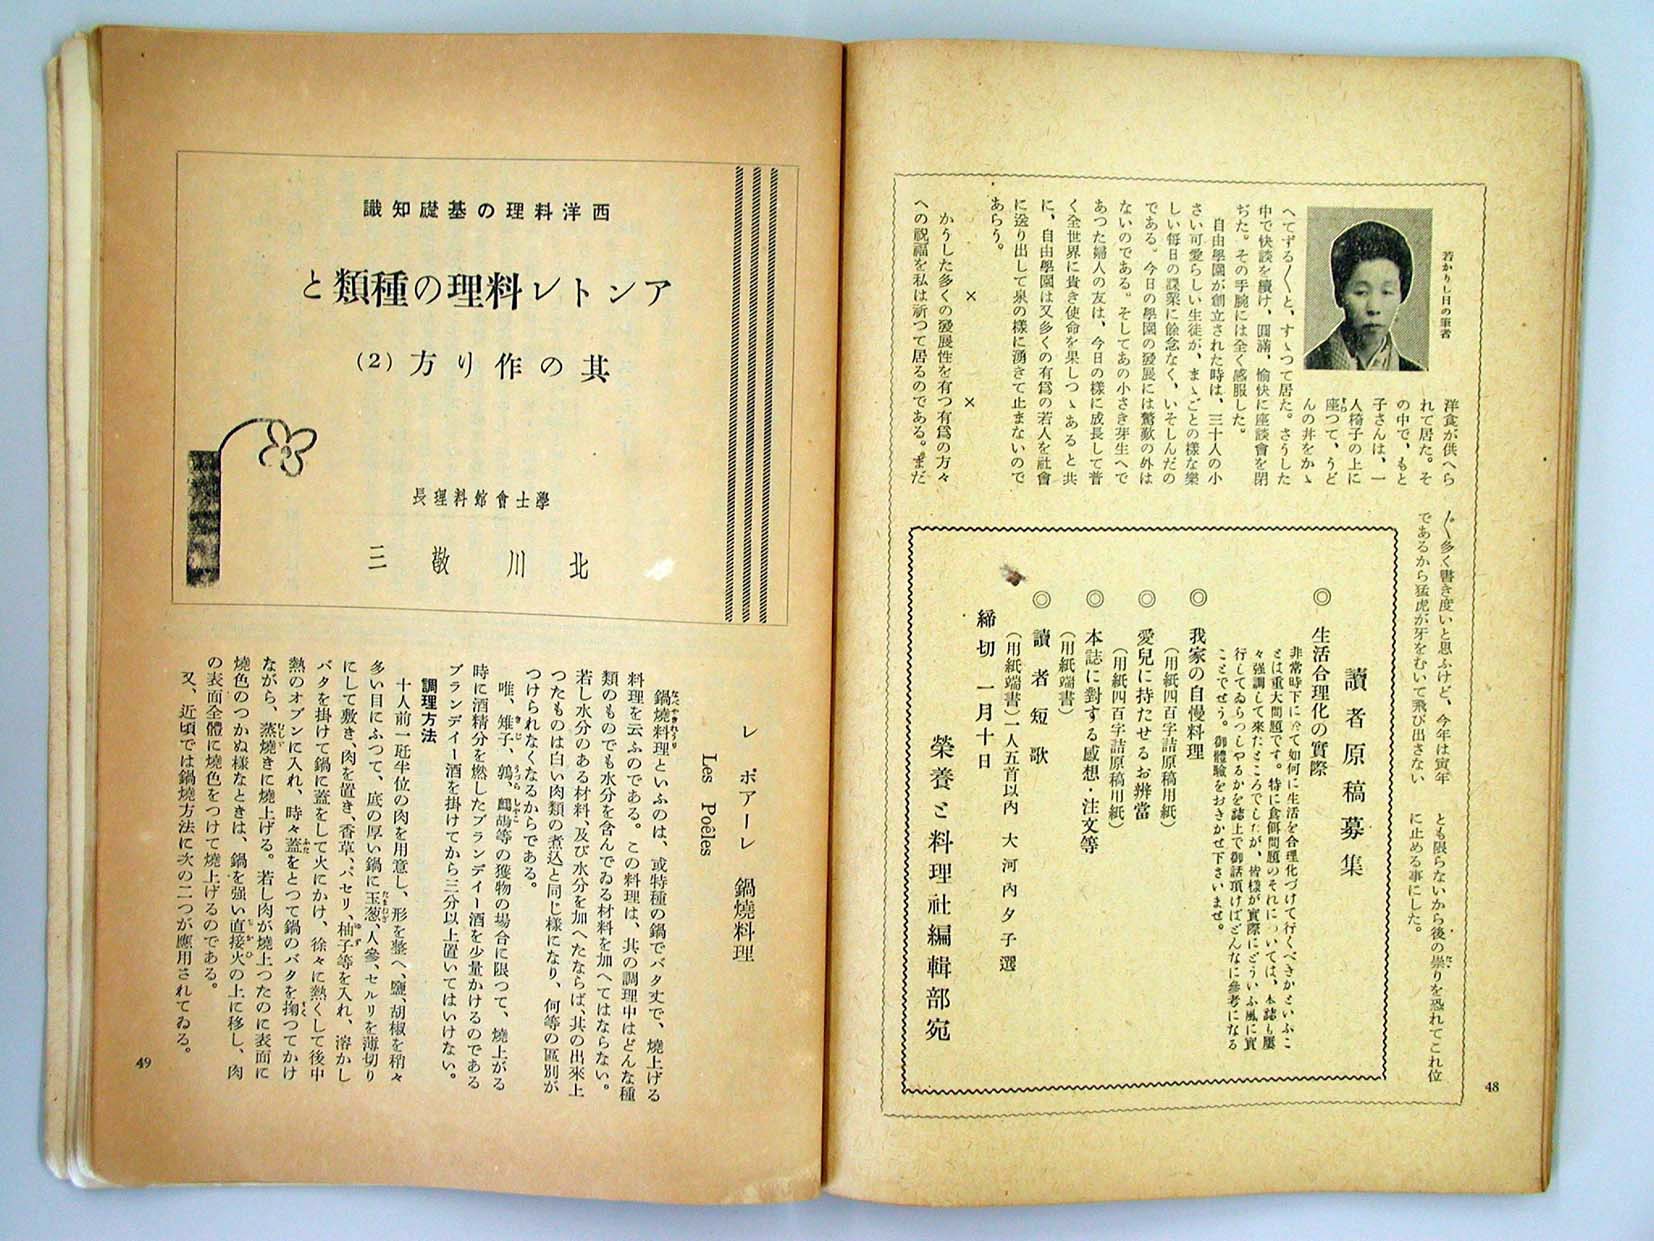 若かりし日の筆者
洋食が供へら
れて居た。そ
の中で、もと
子さんは、一
人椅子の上に
座つて、うど
んの丼をかゝ
へてずる〱と、すゝつて居た。さうした
中で快談を續け、圓滿、愉快に座談會を閉
ぢた。その手腕には全く感服した。
自由學園が創立された時は、三十人の小
さい可愛らしい生徒が、まゝごとの樣な樂
しい每日の課業に餘念なく、いそしんだの
である。今日の學園の發展には驚歎の外は
ないのである。そしてあの小さき芽生へで
あつた婦人の友は、今日の樣に成長して普
く全世界に貴き使命を果しつゝあると共
に、自由學園は又多くの有爲の若人を社會
に送り出して泉の樣に湧きて止まないので
あらう。
× ×
かうした多くの發展性を有つ有爲の方々
への祝福を私は祈つて居るのである。まだ
〱多く書き度いと思ふけど、今年は寅年
であるから猛虎が牙をむいて飛び出さない
とも限らないから後の祟りを恐れてこれ位
に止める事にした。
讀者原稿募集
◎ 生活合理化の實際
非常時下に於て如何に生活を合理化づけて行くべきかといふこ
とは重大問題です。特に食餌問題のそれについては、本誌も屢
々强調して來たところでしたが、皆樣が實際にどういふ風に實
行してゐらつしやるかを誌上で御話頂けばどんなに參考になる
ことでせう。御體驗をおきかせ下さいませ。
◎ 我家の自慢料理
(用紙四百字詰原稿用紙)
◎ 愛兒に持たせるお辨當
(用紙四百字詰原稿用紙)
◎ 本誌に對する感想・注文等
(用紙端書)
◎ 讀者短歌
(用紙端書)一人五首以內 大河內夕子選
締切 一月十日
榮養と料理社編輯部宛
48
西洋料理の基礎知識
アントレ料理の種類と
其の作り方(2)
學士會館料理長
北川敬三
レ ポアーレ 鍋燒料理
Les Poêles
鍋燒料理といふのは、或特種の鍋でバタ丈で、燒上げる
料理を云ふのである。この料理は、其の調理中はどんな種
類のものでも水分を含んでゐる材料を加へてはならない。
若し水分のある材料、及び水分を加へたならば、其の出來上
つたものは白い肉類の煮込と同じ樣になり、何等の區別が
つけられなくなるからである。
唯、雉子、鶉、鷓鴣等の獲物の場合に限つて、燒上がる
時に酒精分を燃したブランデイー酒を少量かけるのである
ブランデイー酒を掛けてから三分以上置いてはいけない。
調理方法
十人前一瓩半位の肉を用意し、形を整へ、鹽、胡椒を稍々
多い目にふつて、底の厚い鍋に玉葱、人參、セルリを薄切り
にして敷き、肉を置き、香草、パセリ、柚子等を入れ、溶かし
バタを掛けて鍋に蓋をして火にかけ、徐々に熱くして後中
熱のオブンに入れ、時々蓋をとつて鍋のバタを掬つてかけ
ながら、蒸燒きに燒上げる。若し肉が燒上つたのに表面に
燒色のつかぬ樣なときは、鍋を强い直接火の上に移し、肉
の表面全體に燒色をつけて燒上げるのである。
又、近頃では鍋燒方法に次の二つが應用されてゐる。
49